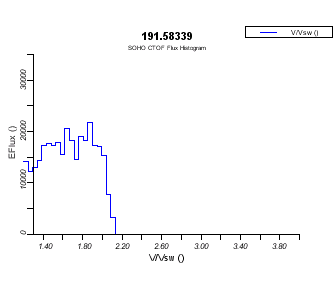 191.58339
V/Vsw ()
SOHO CTOF Flux Histogram
EFlux ()
30000
20000
10000
0
1.40 1.80 2.20 2.60 3.00 3.40 3.80
V/Vsw ()